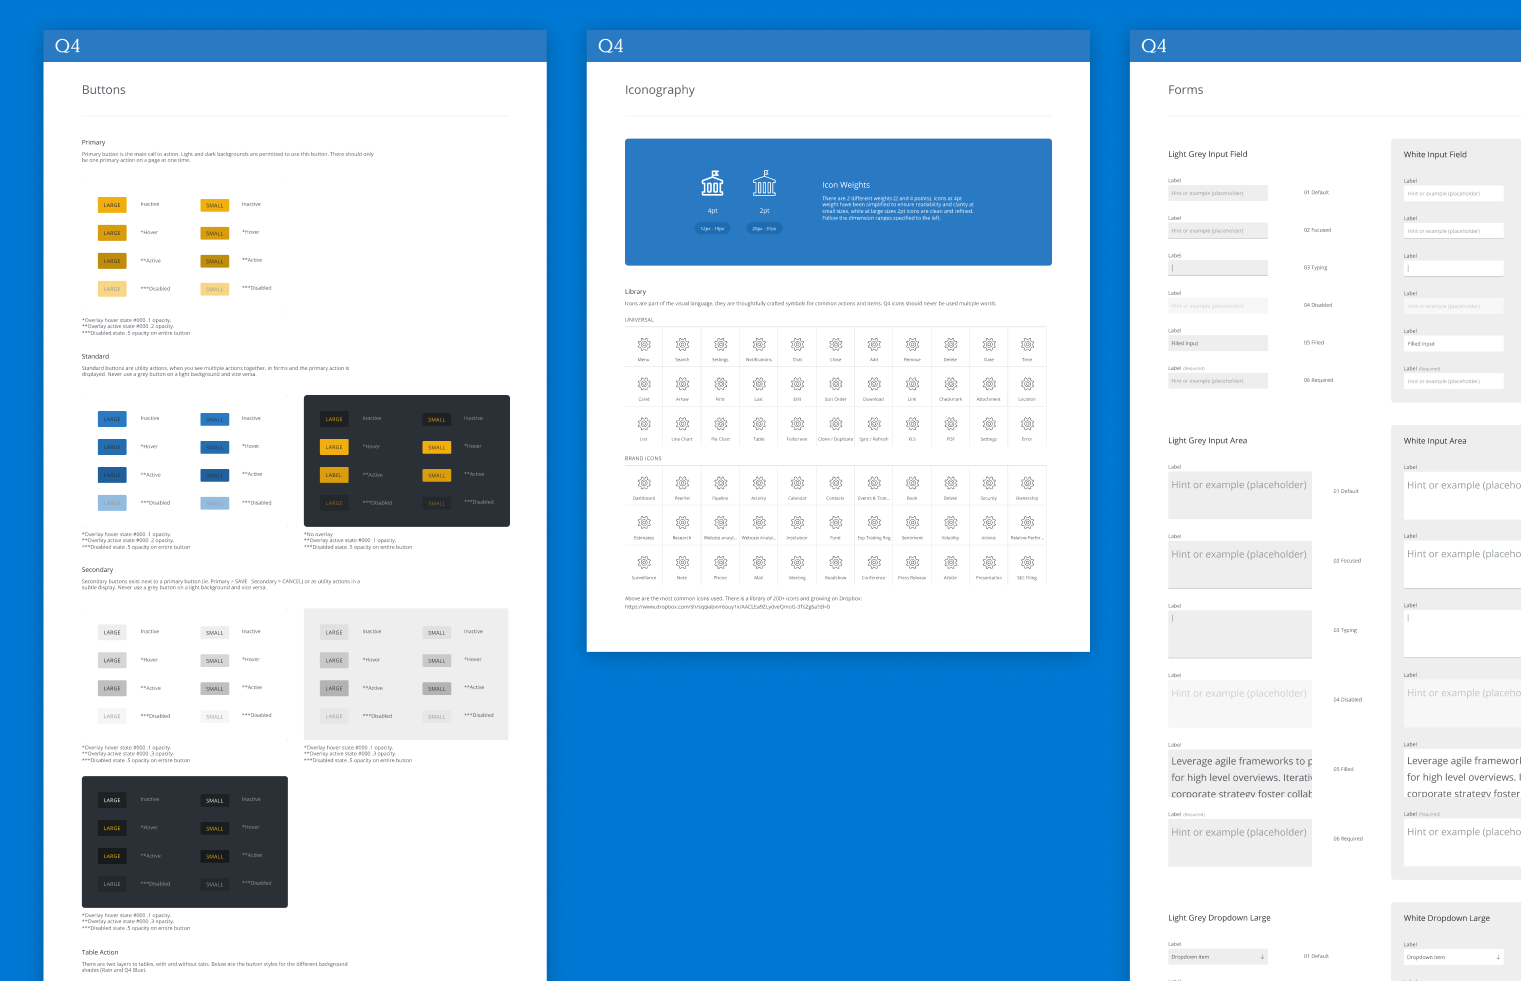 Q4
Buttons
Primary
Primary button is the main call to action. Light and dark backgrounds are permitted to use this button. There should only
be one primary action on a page at one time.
LARGE Inactive SMALL Inactive
LARGE *Hover SMALL *Hover
LARGE **Active SMALL **Active
LARGE ***Disabled SMALL ***Disabled
*Overlay hover state #000 .1 opacity.
**Overlay active state #000 .2 opacity.
***Disabled state .5 opacity on entire button
Standard
Standard buttons are utility actions, when you see multiple actions together, in forms and the primary action is
displayed. Never use a grey button on a light background and vice versa.
LARGE Inactive SMALL Inactive
LARGE *Hover SMALL *Hover
LARGE **Active SMALL **Active
LARGE ***Disabled SMALL ***Disabled
*Overlay hover state #000 .1 opacity.
**Overlay active state #000 .2 opacity.
***Disabled state .5 opacity on entire button
LARGE Inactive SMALL Inactive
LARGE *Hover SMALL *Hover
LABEL **Active SMALL **Active
LARGE ***Disabled SMALL ***Disabled
*No overlay
**Overlay active state #000 .1 opacity.
***Disabled state .5 opacity on entire button
Secondary
Secondary buttons exist next to a primary button (ie. Primary > SAVE Secondary > CANCEL) or as utility actions in a
subtle display. Never use a grey button on a light background and vice versa.
LARGE Inactive SMALL Inactive
LARGE *Hover SMALL *Hover
LARGE **Active SMALL **Active
LARGE ***Disabled SMALL ***Disabled
*Overlay hover state #000 .1 opacity.
**Overlay active state #000 .3 opacity.
***Disabled state .5 opacity on entire button
LARGE Inactive SMALL Inactive
LARGE *Hover SMALL *Hover
LARGE **Active SMALL **Active
LARGE ***Disabled SMALL ***Disabled
*Overlay hover state #000 .1 opacity.
**Overlay active state #000 .3 opacity.
***Disabled state .5 opacity on entire button
LARGE Inactive SMALL Inactive
LARGE *Hover SMALL *Hover
LARGE **Active SMALL **Active
LARGE ***Disabled SMALL ***Disabled
*Overlay hover state #000 .1 opacity.
**Overlay active state #000 .3 opacity.
***Disabled state .5 opacity on entire button
Table Action
There are two layers to tables, with and without tabs. Below are the button styles for the different background
shades (Rain and Q4 Blue).
Q4
Iconography
4pt 2pt
12px - 19px 20px - 31px
Icon Weights
There are 2 different weights (2 and 4 points). Icons at 4pt
weight have been simplified to ensure readability and clarity at
small sizes, while at large sizes 2pt icons are clean and refined.
Follow the dimension ranges specified to the left.
Library
Icons are part of the visual language, they are thoughtfully crafted symbols for common actions and items. Q4 icons should never be used multiple words.
UNIVERSAL
Menu Search Settings Notifications Chat Close Add Remove Delete Date Time
Caret Arrow First Last Edit Sort Order Download Link Checkmark Attachment Location
List Line Chart Pie Chart Table Fullscreen Clone / Duplicate Sync / Refresh XLS PDF Settings Error
BRAND ICONS
Dashboard Peerlist Pipeline Activity Calendar Contacts Events & Tran... Book Delete Security Ownership
Estimates Research Website analyt... Webcast Analyt... Institution Fund Top Trading Reg Sentiment Volatility Activist Relative Perfor...
Surveillance Note Phone Mail Meeting Roadshow Conference Press Release Article Presentation SEC Filing
Above are the most common icons used. There is a library of 200+ icons and growing on Dropbox:
Q4
Forms
Light Grey Input Field
Label
Hint or example (placeholder) 01 Default
Label
Hint or example (placeholder) 02 Focused
Label
| 03 Typing
Label
Hint or example (placeholder) 04 Disabled
Label
Filled input 05 Filled
Label (Required)
Hint or example (placeholder) 06 Required
White Input Field
Label
Hint or example (placeholder)
Label
Hint or example (placeholder)
Label
|
Label
Hint or example (placeholder)
Label
Filled input
Label (Required)
Hint or example (placeholder)
Light Grey Input Area
Label
Hint or example (placeholder) 01 Default
Label
Hint or example (placeholder) 02 Focused
Label
| 03 Typing
Label
Hint or example (placeholder) 04 Disabled
Label
Leverage agile frameworks to p
for high level overviews. Iterativ 05 Filled
corporate strategy foster collab
Label (Required)
Hint or example (placeholder) 06 Required
White Input Area
Label
Hint or example (placeho
Label
Hint or example (placeho
Label
|
Label
Hint or example (placeho
Label
Leverage agile framework
for high level overviews. I
corporate strategy foster
Label (Required)
Hint or example (placeho
Light Grey Dropdown Large
Label
Dropdown item ↓ 01 Default
Label
White Dropdown Large
Label
Dropdown item ↓
Label